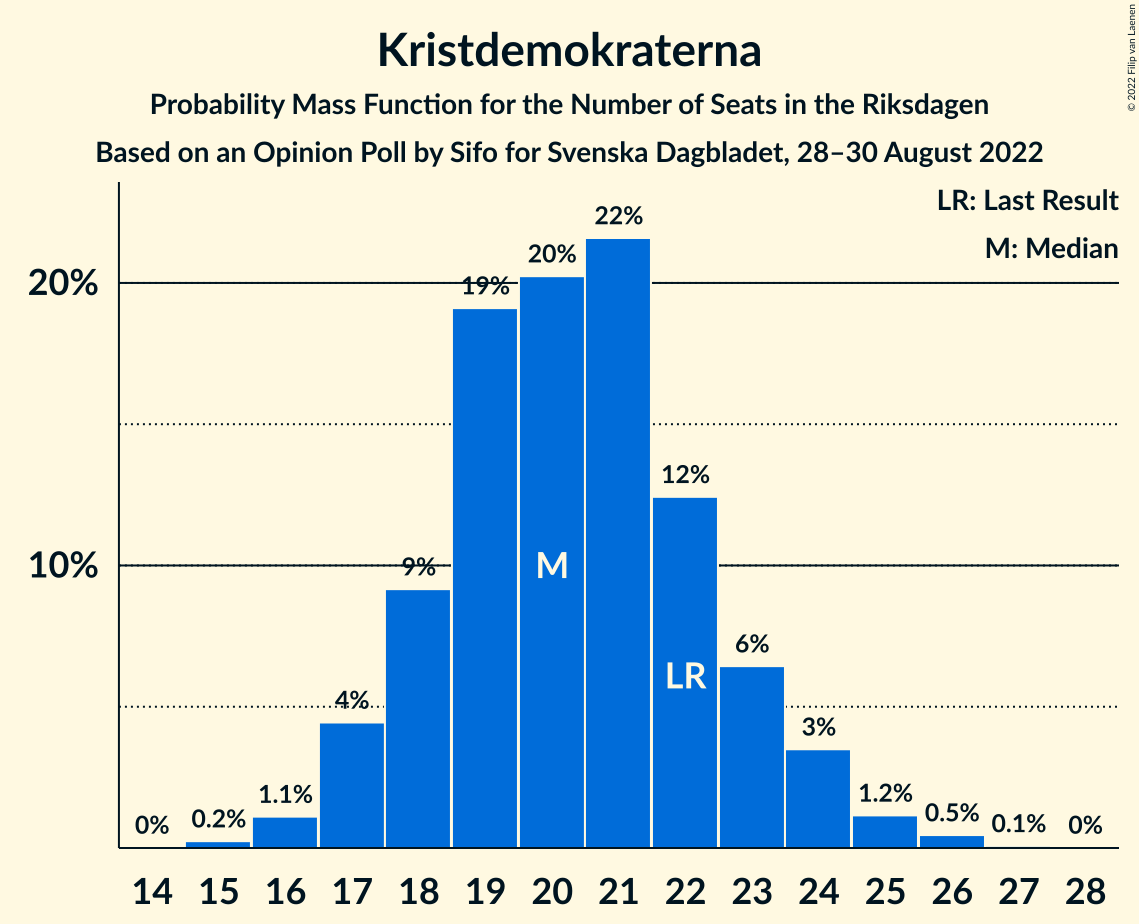 © 2022 Filip van Laenen
Kristdemokraterna
Probability Mass Function for the Number of Seats in the Riksdagen
Based on an Opinion Poll by Sifo for Svenska Dagbladet, 28–30 August 2022
LR: Last Result
M: Median
20%
10%
0%
0.2%
1.1%
4%
9%
19%
20%
22%
12%
6%
3%
1.2%
0.5%
0.1%
0%
M
LR
14 15 16 17 18 19 20 21 22 23 24 25 26 27 28